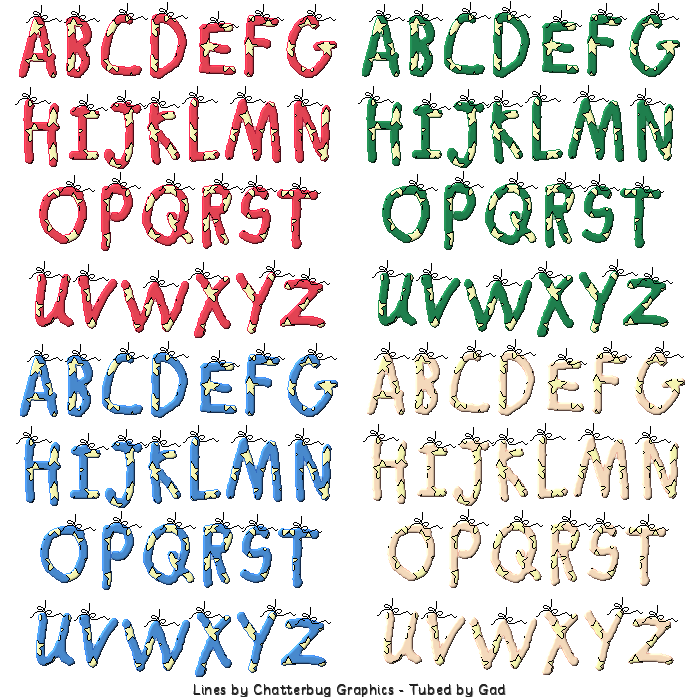 ABCDEFG
HIJKLMN
OPQRST
UVWXYZ
ABCDEFG
HIJKLMN
OPQRST
UVWXYZ
ABCDEFG
HIJKLMN
OPQRST
UVWXYZ
ABCDEFG
HIJKLMN
OPQRST
UVWXYZ
Lines by Chatterbug Graphics - Tubed by Gad